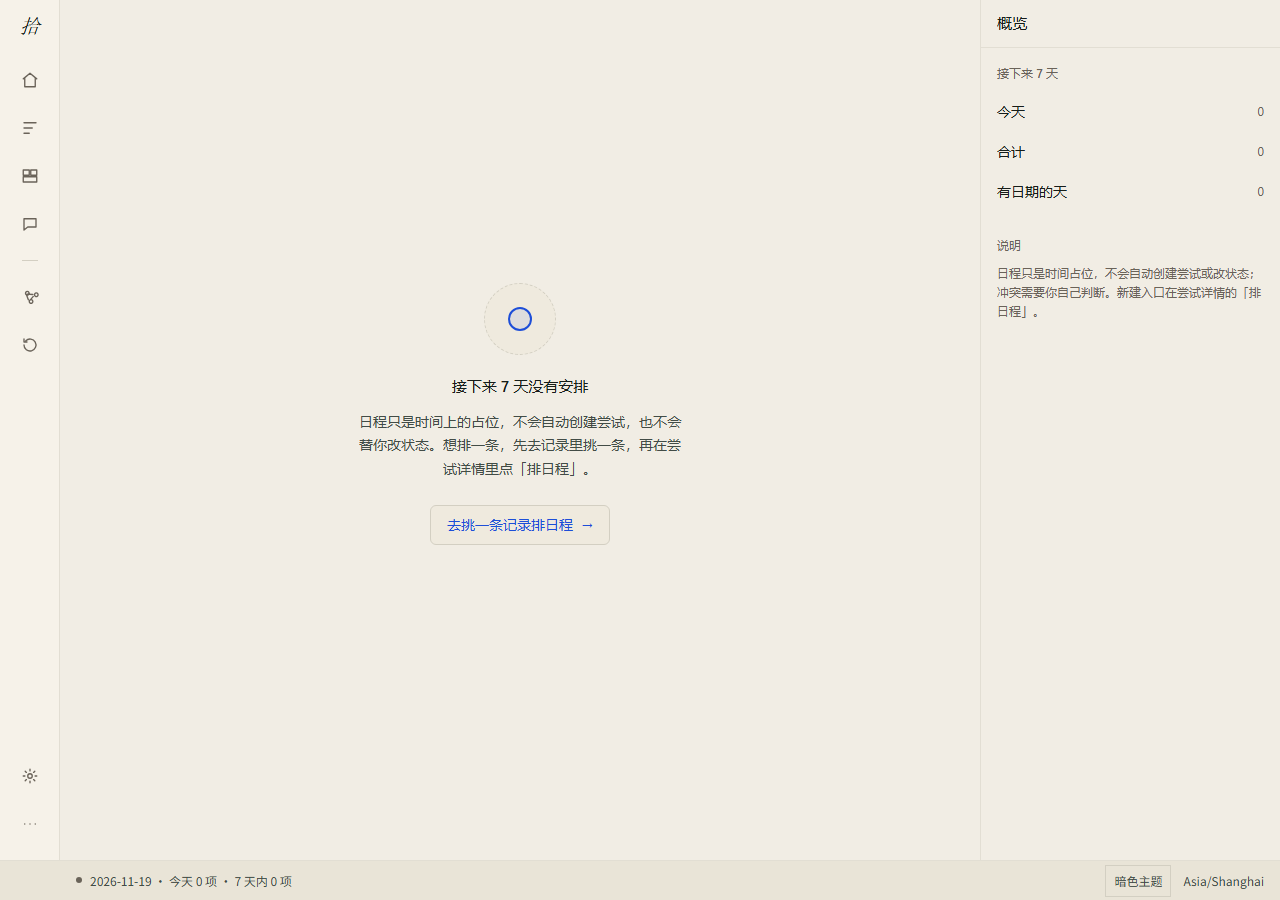 拾
接下来 7 天没有安排
日程只是时间上的占位，不会自动创建尝试，也不会
替你改状态。想排一条，先去记录里挑一条，再在尝
试详情里点「排日程」。
去挑一条记录排日程 →
概览
接下来 7 天
今天 0
合计 0
有日期的天 0
说明
日程只是时间占位，不会自动创建尝试或改状态；
冲突需要你自己判断。新建入口在尝试详情的「排
日程」。
2026-11-19 · 今天 0 项 · 7 天内 0 项
暗色主题
Asia/Shanghai